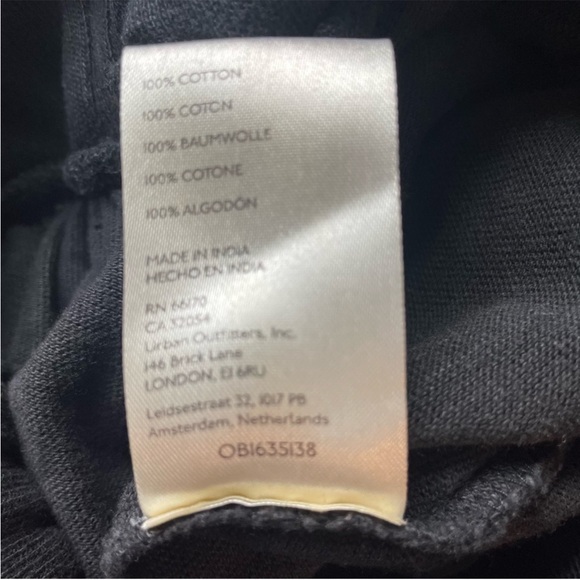 100% COTTON
100% COTON
100% BAUMWOLLE
100% COTONE
100% ALGODÓN
MADE IN INDIA
HECHO EN INDIA
RN 66170
CA 32054
Urban Outfitters, Inc.
146 Brick Lane
LONDON, E1 6RU
Leidsestraat 32, 1017 PB
Amsterdam, Netherlands
OB1635138